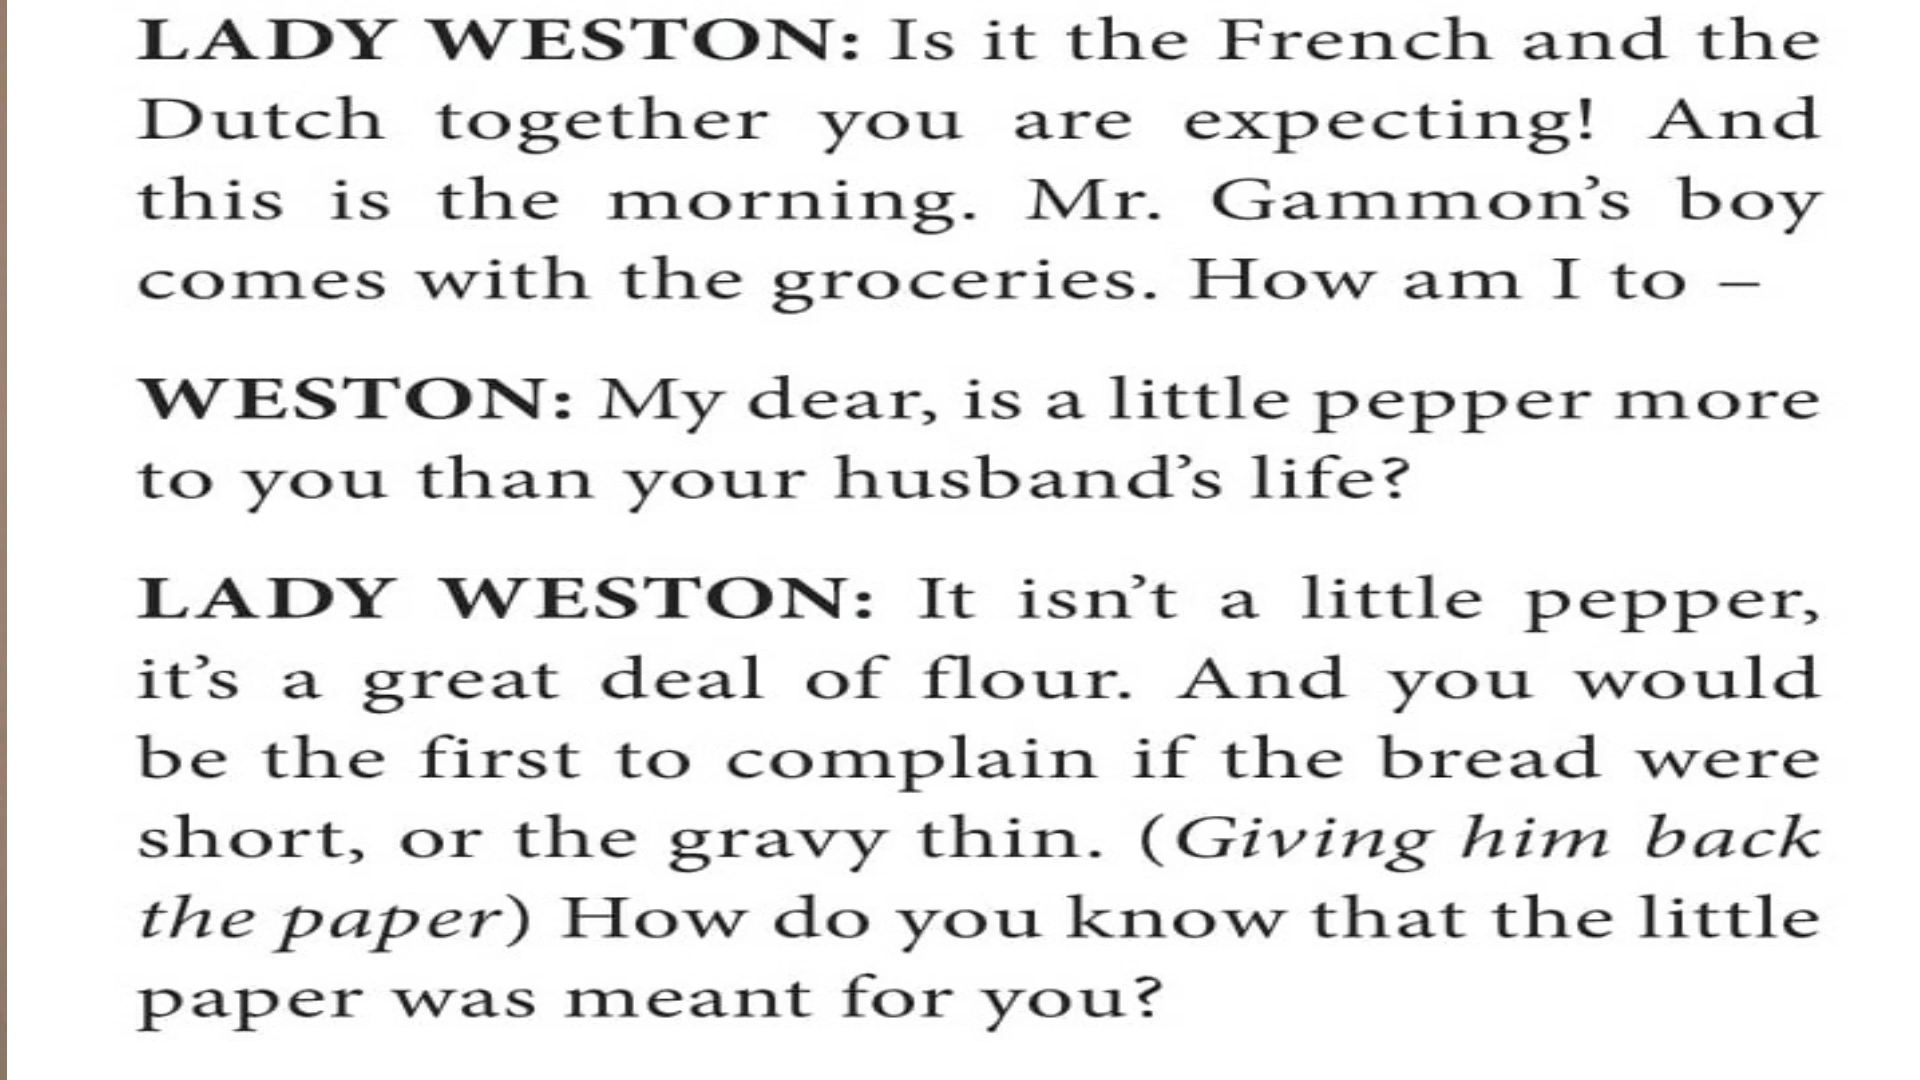 LADY WESTON: Is it the French and the
Dutch together you are expecting! And
this is the morning. Mr. Gammon’s boy
comes with the groceries. How am I to –
WESTON: My dear, is a little pepper more
to you than your husband’s life?
LADY WESTON: It isn’t a little pepper,
it’s a great deal of flour. And you would
be the first to complain if the bread were
short, or the gravy thin. (Giving him back
the paper) How do you know that the little
paper was meant for you?